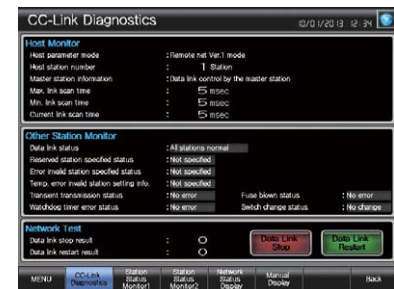 CC-Link Diagnostics
12:34
Host Monitor
Host parameter mode : Remote net Ver.1 mode
Host station number : 1 Station
Master station information : Data link control by the master station
Max. link scan time : 5 msec
Min. link scan time : 5 msec
Current link scan time : 5 msec
Other Station Monitor
Data link status : All stations normal
Reserved station specified status : Not specified
Error invalid station specified status : Not specified
Temp. error invalid station setting info. : Not specified
Transient transmission status : No error Fuse blown status : No error
Watchdog timer error status : No error Switch change status : No change
Network Test
Data link stop result : 0
Data link restart result : 0
Data Link Stop
Data Link Restart
MENU
CC-Link Diagnostics
Station Status Monitor1
Station Status Monitor2
Network Status Display
Manual Display
Back